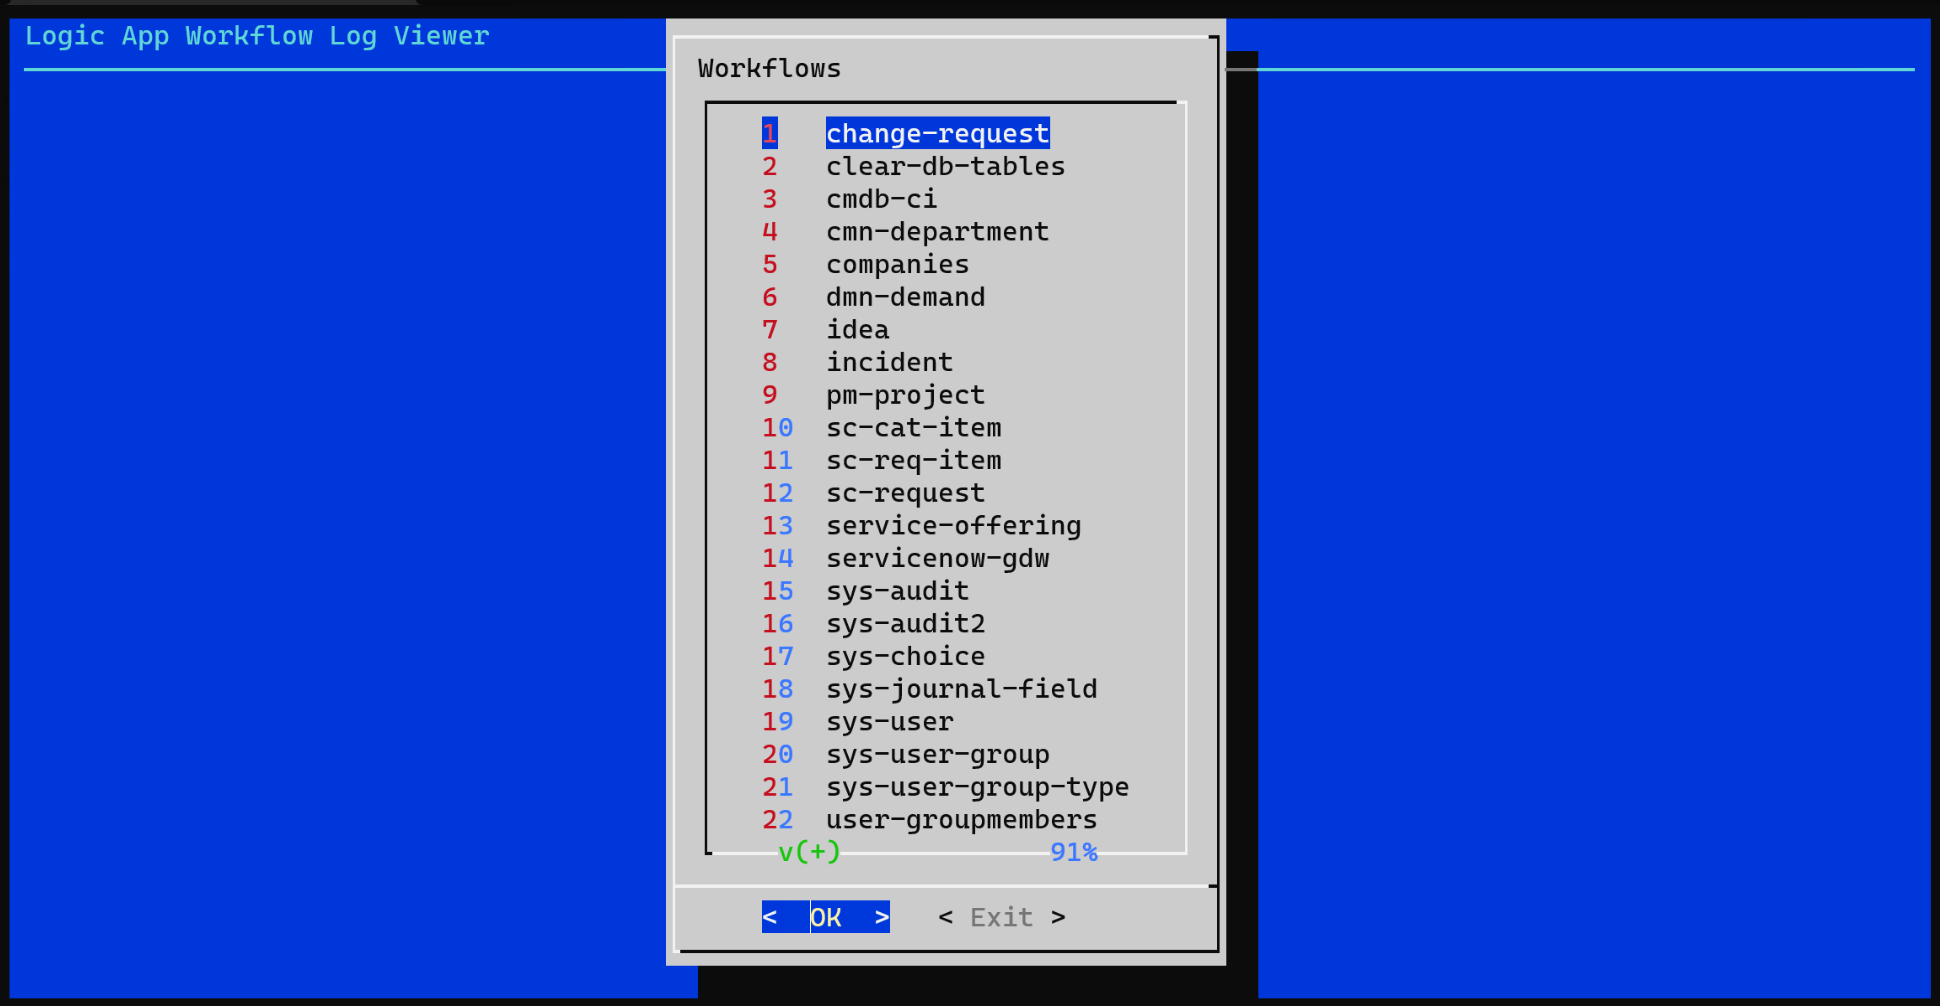 Logic App Workflow Log Viewer
Workflows
1 change-request
2 clear-db-tables
3 cmdb-ci
4 cmn-department
5 companies
6 dmn-demand
7 idea
8 incident
9 pm-project
10 sc-cat-item
11 sc-req-item
12 sc-request
13 service-offering
14 servicenow-gdw
15 sys-audit
16 sys-audit2
17 sys-choice
18 sys-journal-field
19 sys-user
20 sys-user-group
21 sys-user-group-type
22 user-groupmembers
v(+) 91%
< OK > < Exit >